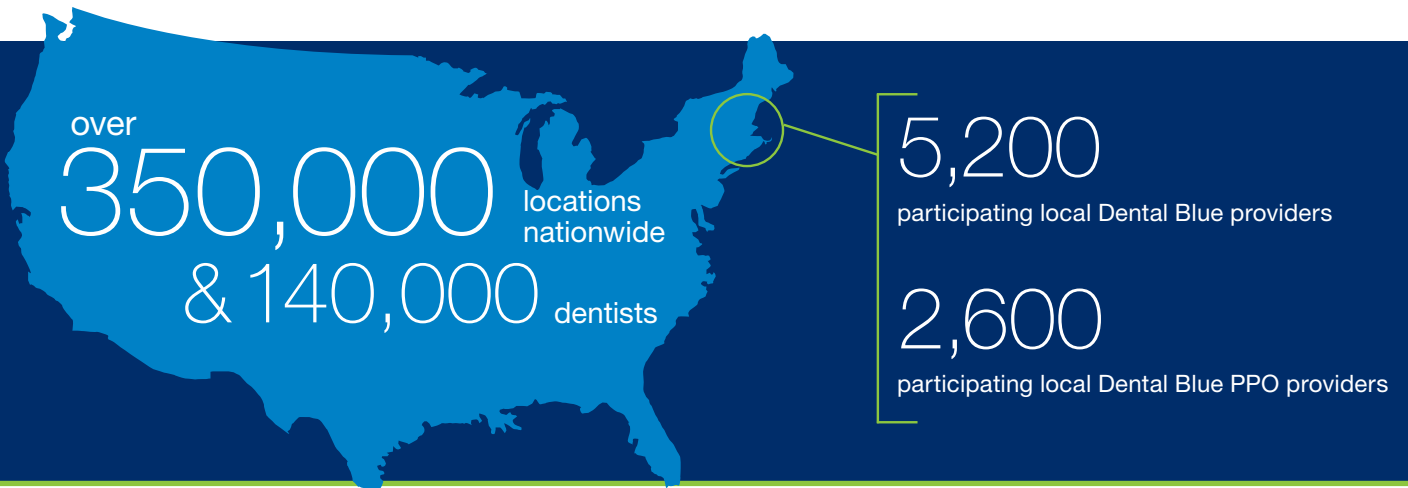 over
350,000
locations
nationwide
& 140,000 dentists
5,200
participating local Dental Blue providers
2,600
participating local Dental Blue PPO providers